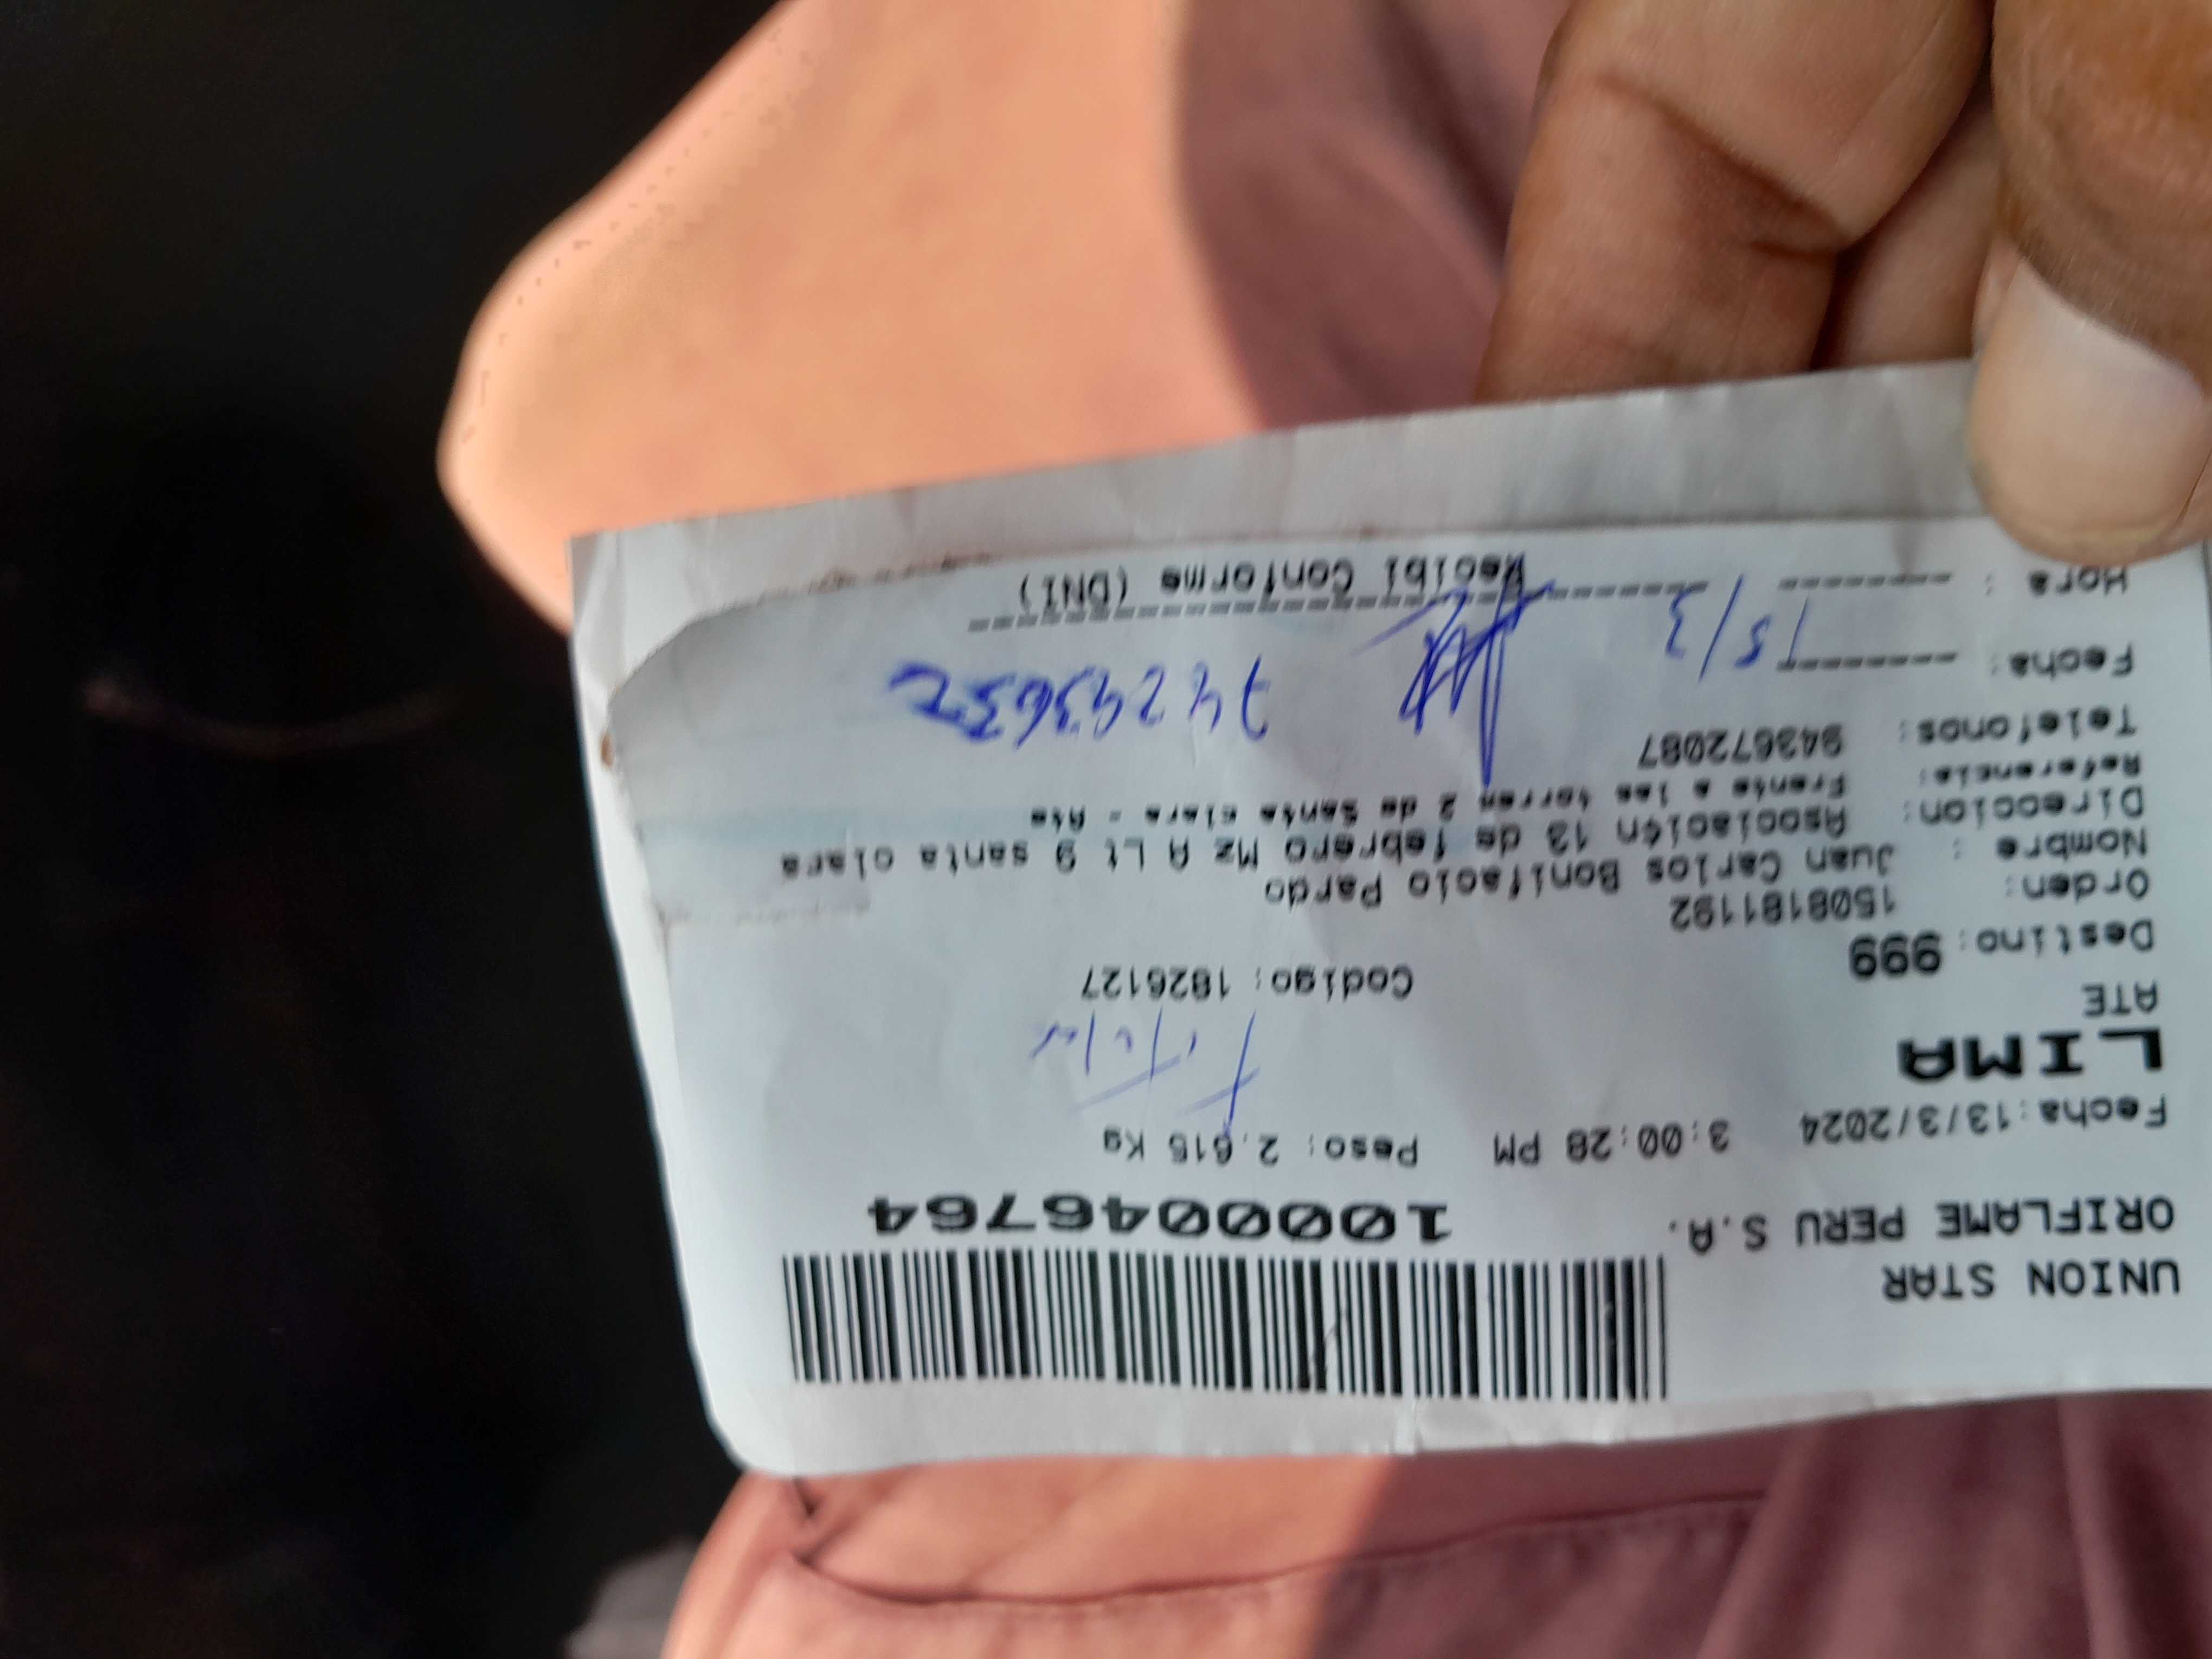 UNION STAR
ORIFLAME PERU S.A.
1000046764
Fecha:13/3/2024 3:00:28 PM Peso: 2.615 Kg
LIMA
ATE
Destino: 999 Codigo: 1826127
Orden: 1508181192
Nombre : Juan Carlos Bonifacio Pardo
Direccion: Asociación 13 de febrero Mz A Lt 9 santa clara
Referencia: Frente a las torres 2 de Santa clara - Ate
Telefonos: 943672087
Fecha: 15/3
Hora :
Recibi Conforme (DNI)